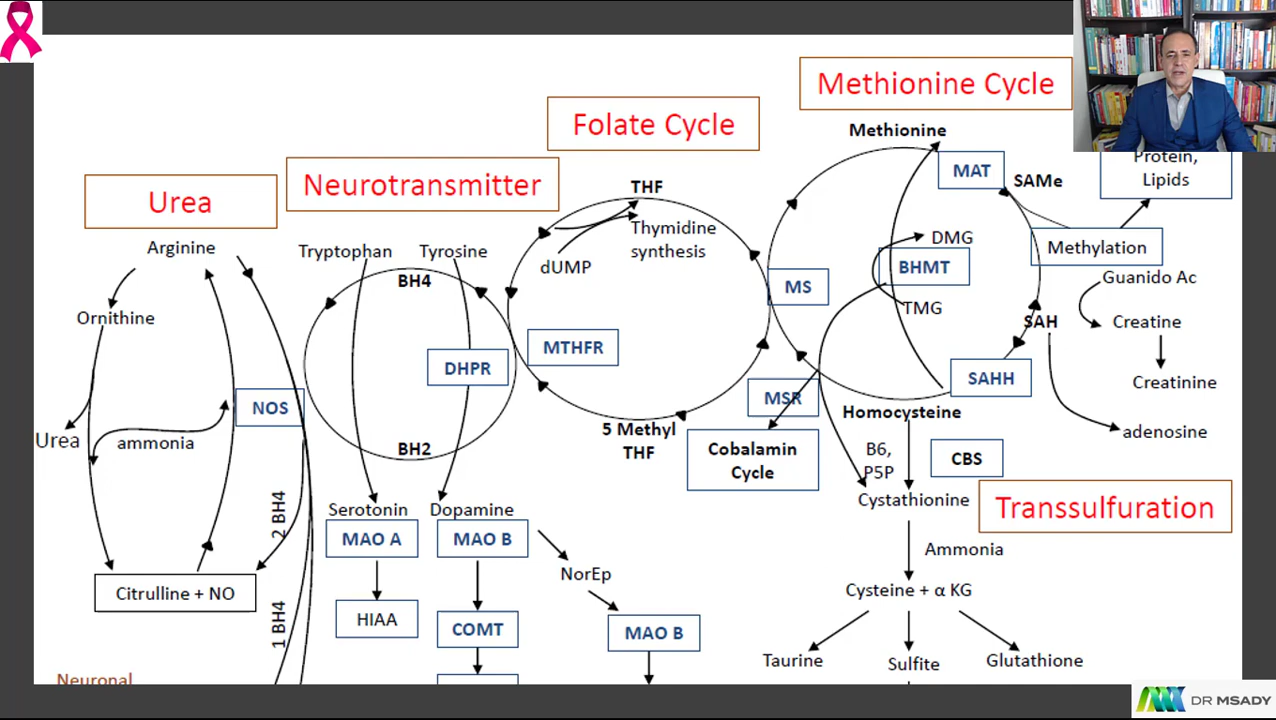 Methionine Cycle
Folate Cycle
Neurotransmitter
Urea
Methionine
MAT
SAMe
Protein,
Lipids
THF
Thymidine
synthesis
dUMP
Arginine
Tryptophan
Tyrosine
BH4
DMG
BHMT
TMG
MS
Methylation
Guanido Ac
Creatine
Creatinine
SAH
SAHH
adenosine
Ornithine
MTHFR
DHPR
NOS
MSR
Homocysteine
5 Methyl
THF
Urea
ammonia
BH2
Cobalamin
Cycle
B6,
P5P
CBS
Cystathionine
Transsulfuration
2 BH4
Serotonin
Dopamine
MAO A
MAO B
NorEp
Ammonia
Cysteine + α KG
Citrulline + NO
HIAA
COMT
MAO B
1 BH4
Taurine
Sulfite
Glutathione
Neuronal
DR MSADY